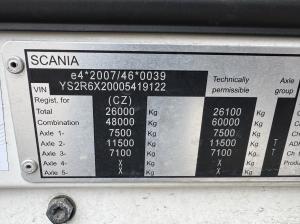 SCANIA
e4*2007/46*0039
VIN YS2R6X20005419122
Technically permissible
Axle group
Regist. for (CZ)
Total 26000 Kg 26100 Kg
Combination 48000 Kg 60000 Kg
Axle 1- 7500 Kg 7500 Kg
Axle 2- 11500 Kg 11500 Kg T
Axle 3- 7100 Kg 7100 Kg T
Axle 4- X Kg X Kg
Axle 5- X Kg X Kg